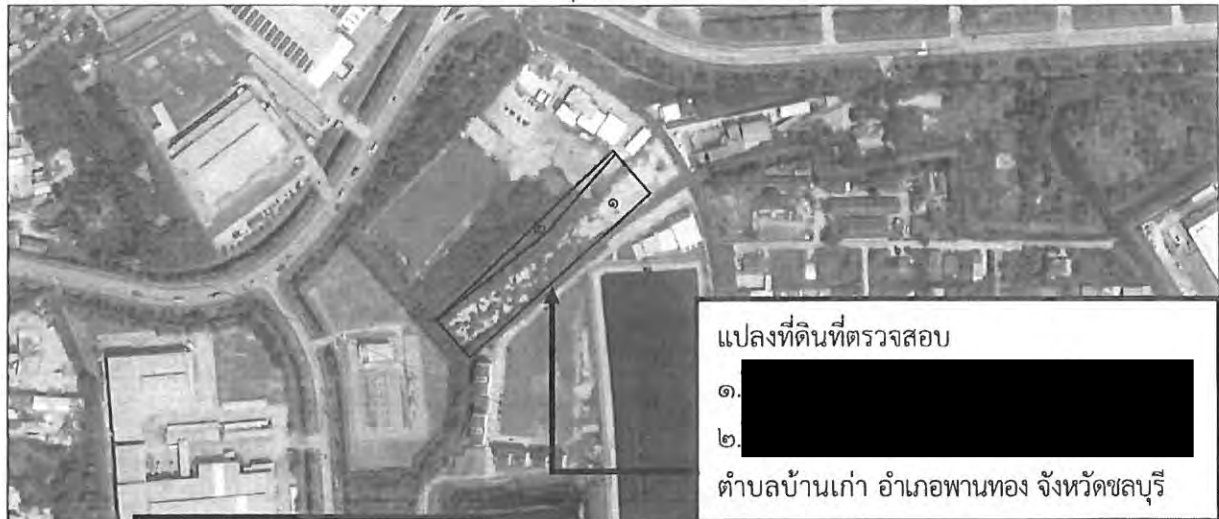 ๑
๒
แปลงที่ดินที่ตรวจสอบ
๑.
๒.
ตำบลบ้านเก่า อำเภอพานทอง จังหวัดชลบุรี